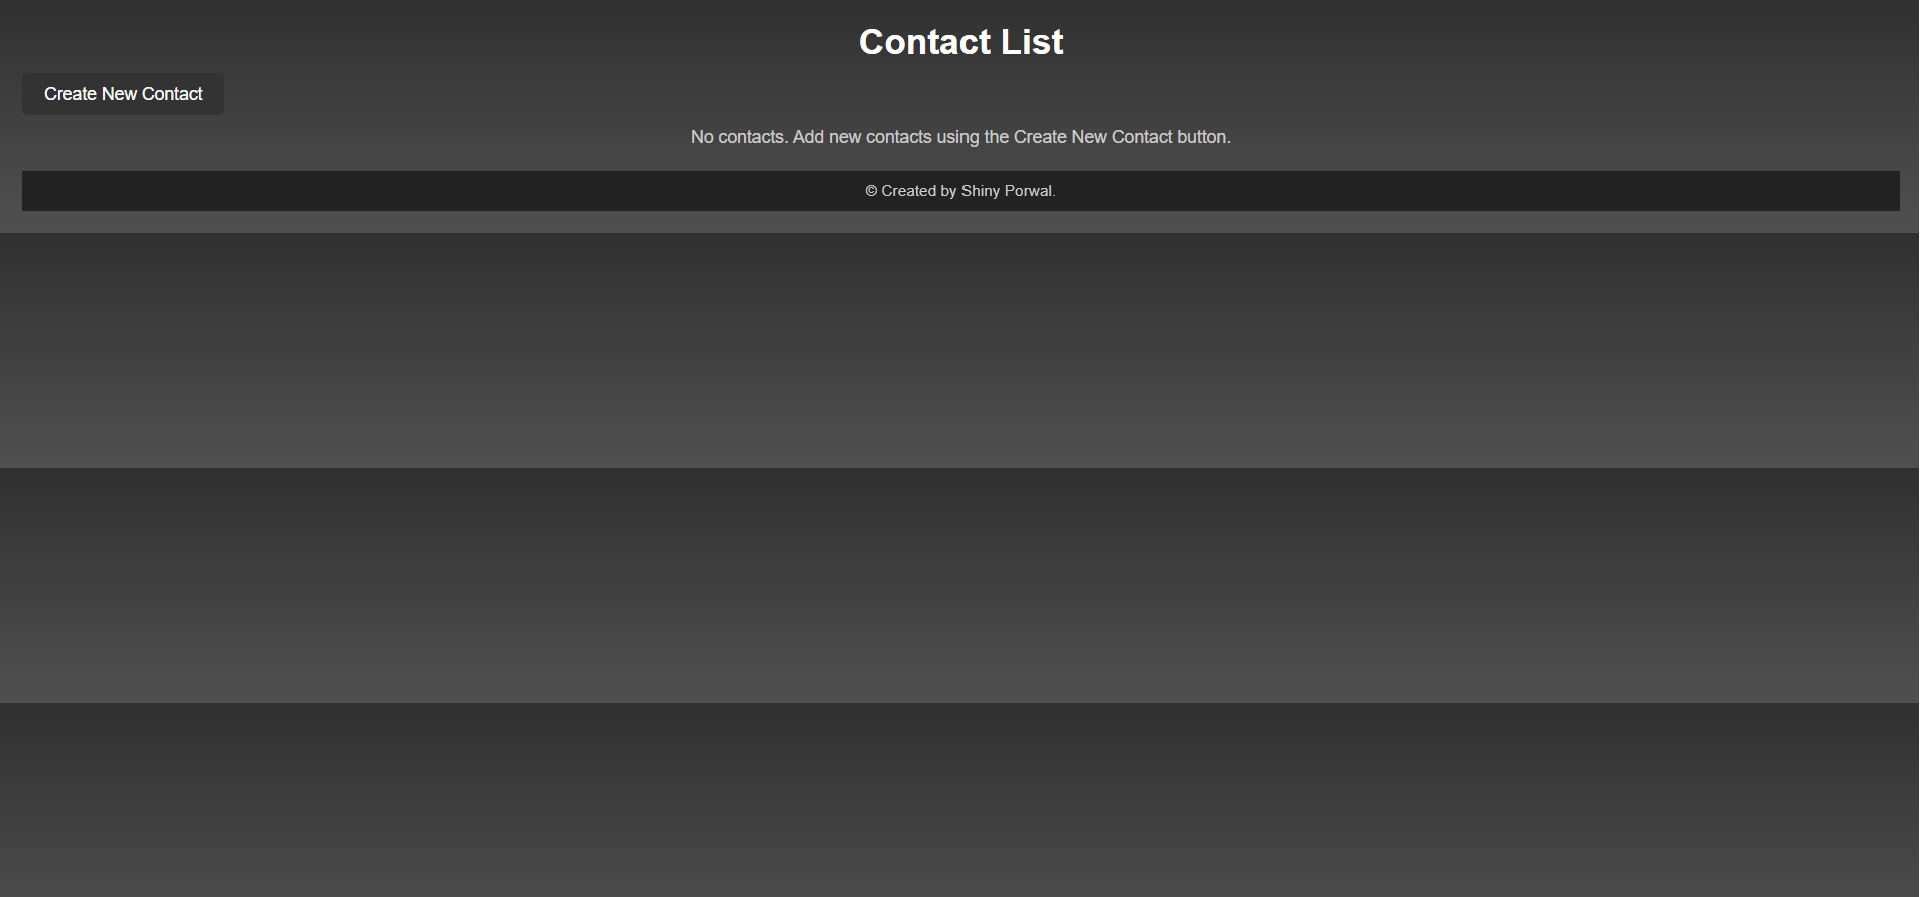 Contact List
Create New Contact
No contacts. Add new contacts using the Create New Contact button.
© Created by Shiny Porwal.